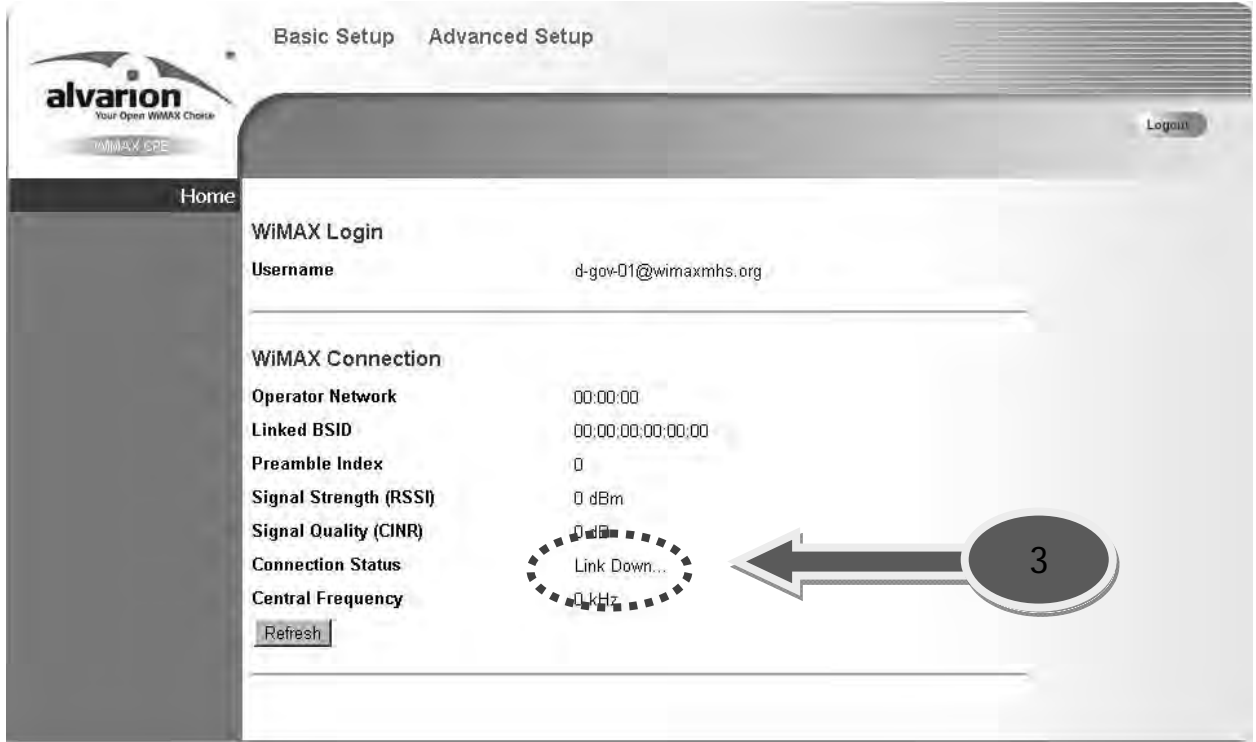 Basic Setup Advanced Setup
alvarion
Your Open WiMAX Choice
WiMAX CPE
Logout
Home
WiMAX Login
Username d-gov-01@wimaxmhs.org
WiMAX Connection
Operator Network 00:00:00
Linked BSID 00:00:00:00:00:00
Preamble Index 0
Signal Strength (RSSI) 0 dBm
Signal Quality (CINR) 0 dB
Connection Status Link Down...
Central Frequency 0 kHz
Refresh
3